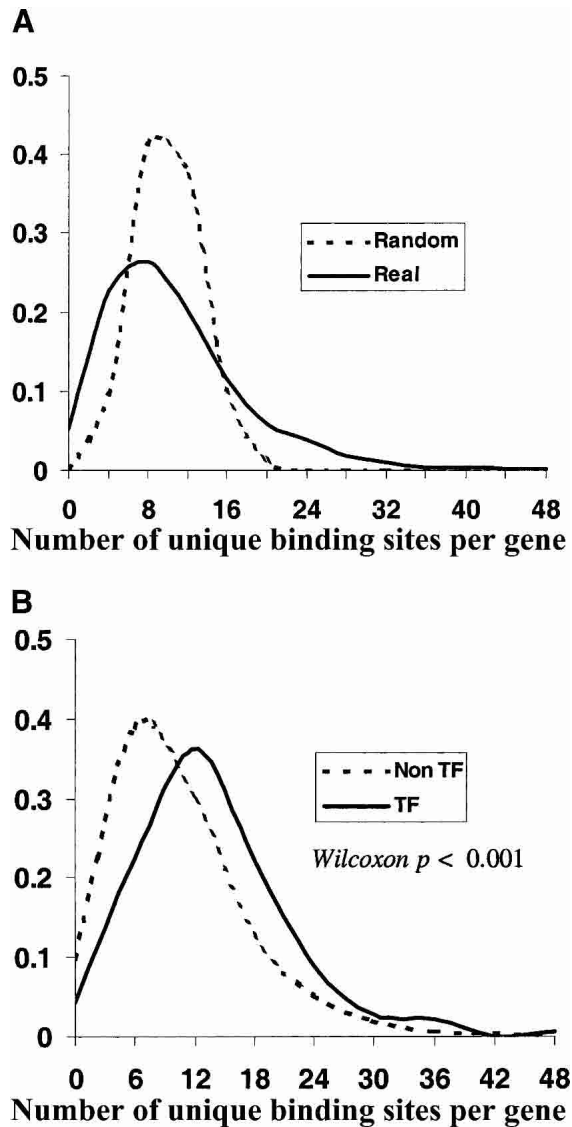 A
0.5
0.4
0.3
0.2
0.1
0
Random
Real
0 8 16 24 32 40 48
Number of unique binding sites per gene
B
0.5
0.4
0.3
0.2
0.1
0
Non TF
TF
Wilcoxon p < 0.001
0 6 12 18 24 30 36 42 48
Number of unique binding sites per gene